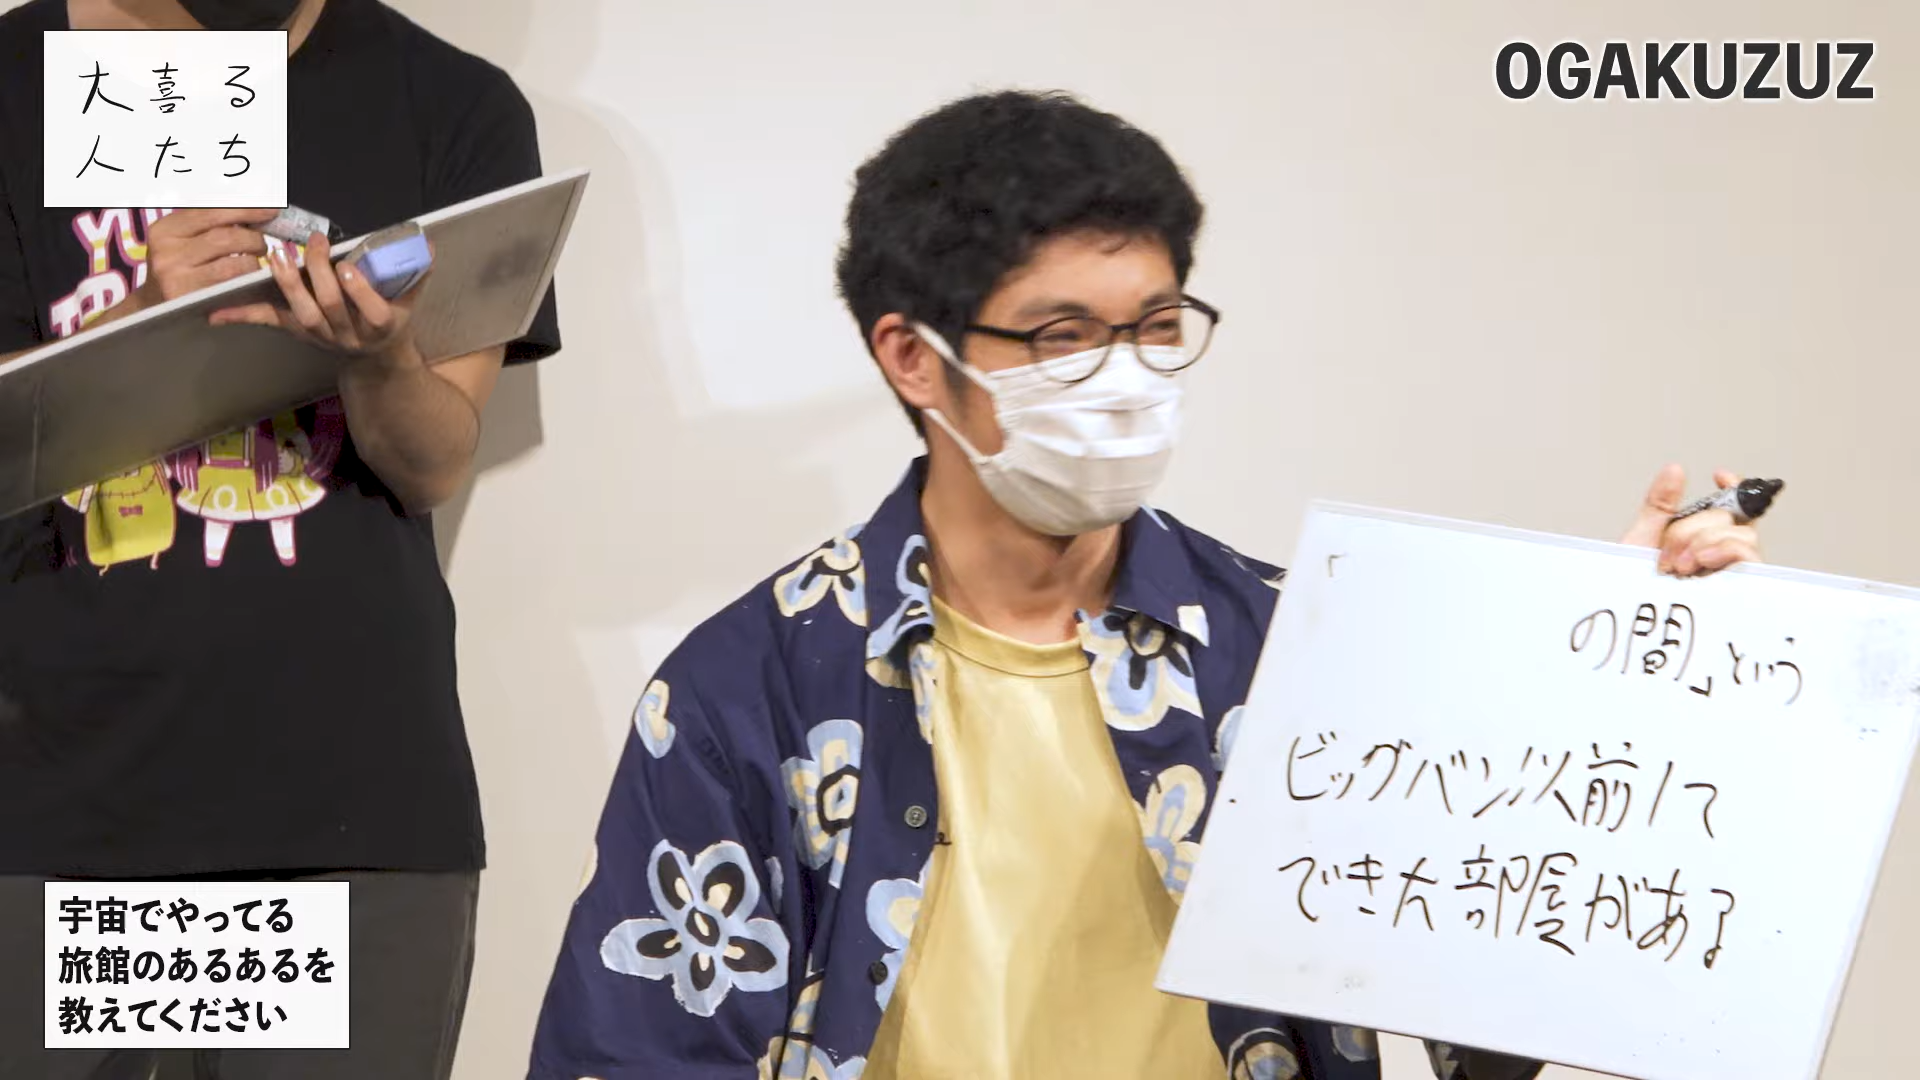 大喜る
人たち
OGAKUZUZ
「
の間」という
ビッグバン以前に
できた部屋がある
宇宙でやってる
旅館のあるあるを
教えてください